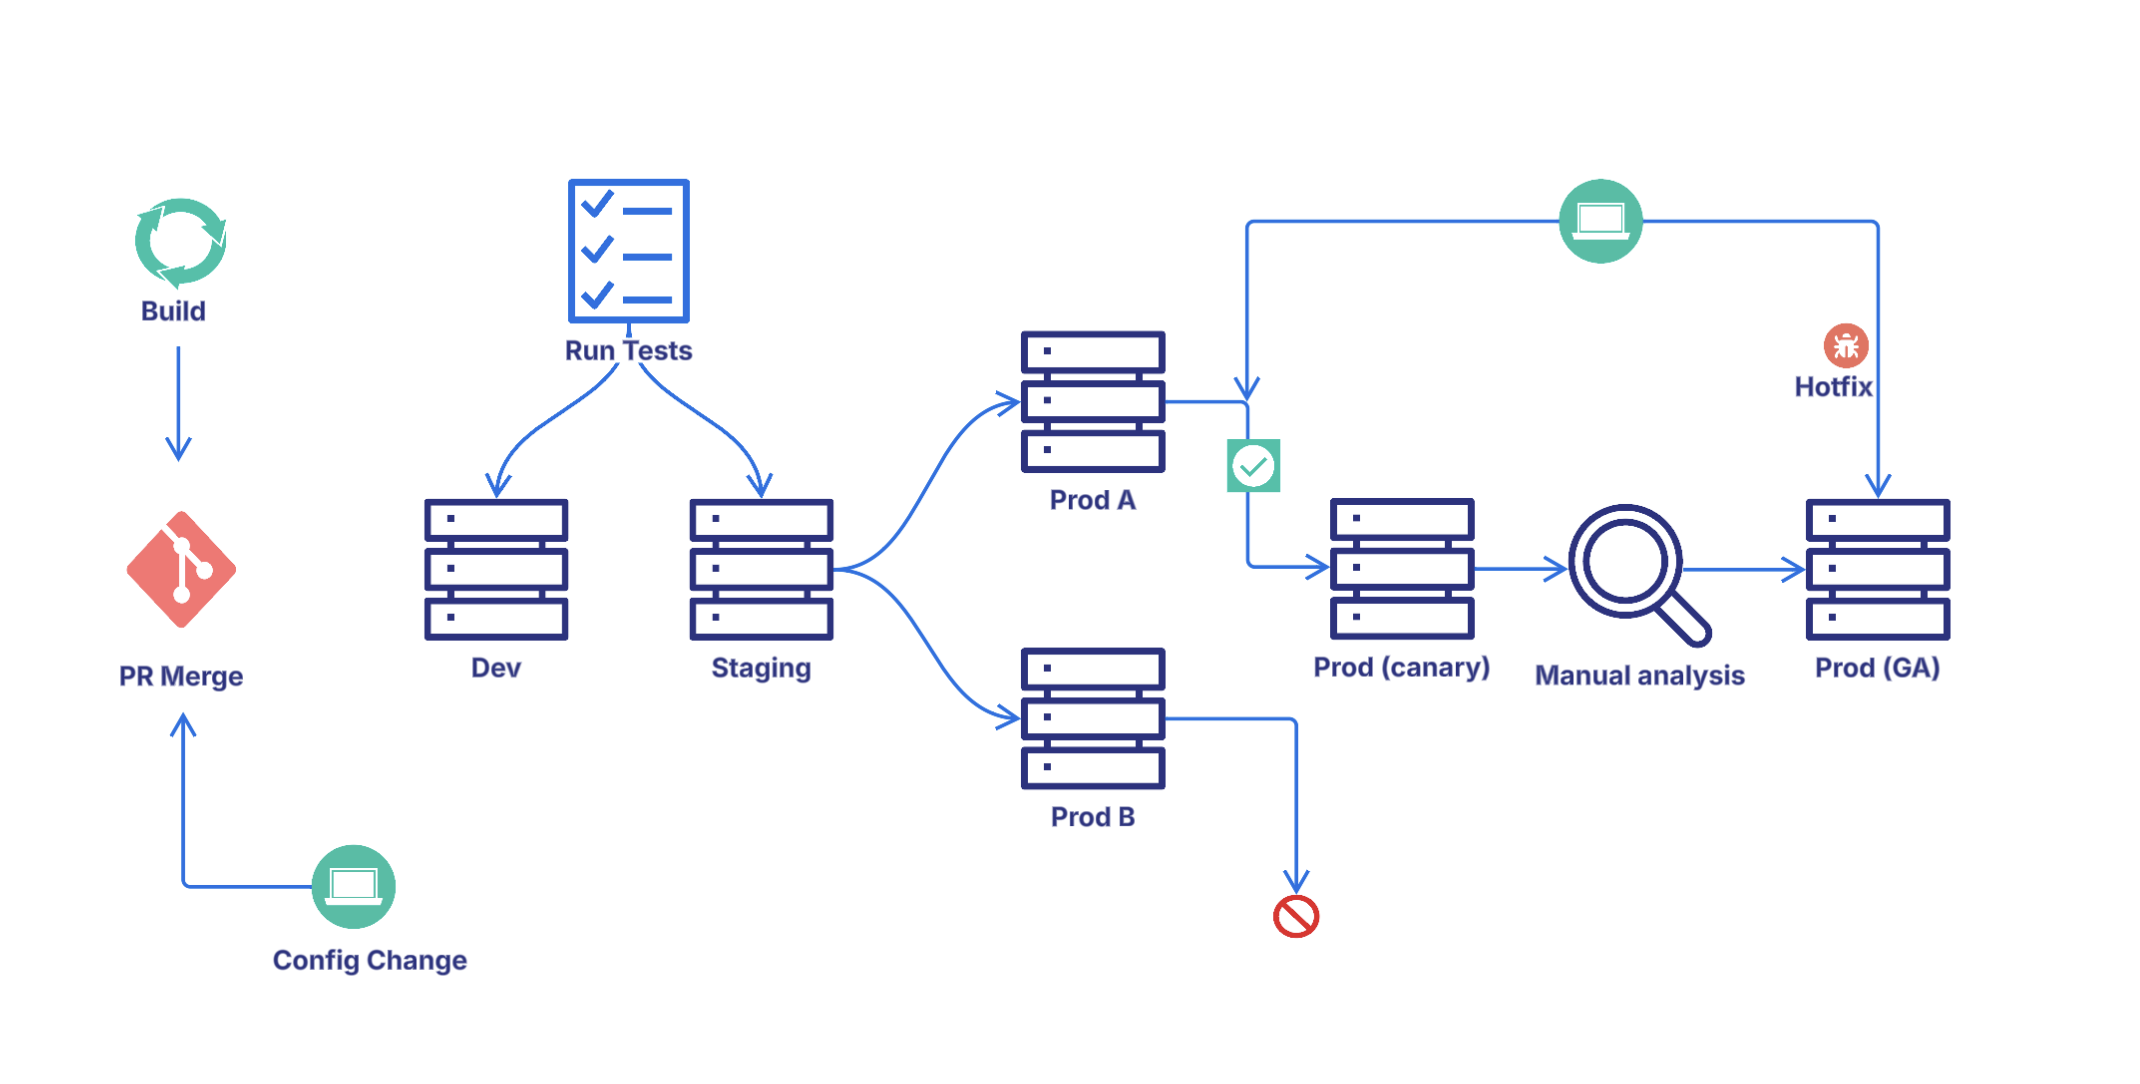 Build
Run Tests
Hotfix
Prod A
PR Merge
Dev
Staging
Prod (canary)
Manual analysis
Prod (GA)
Prod B
Config Change